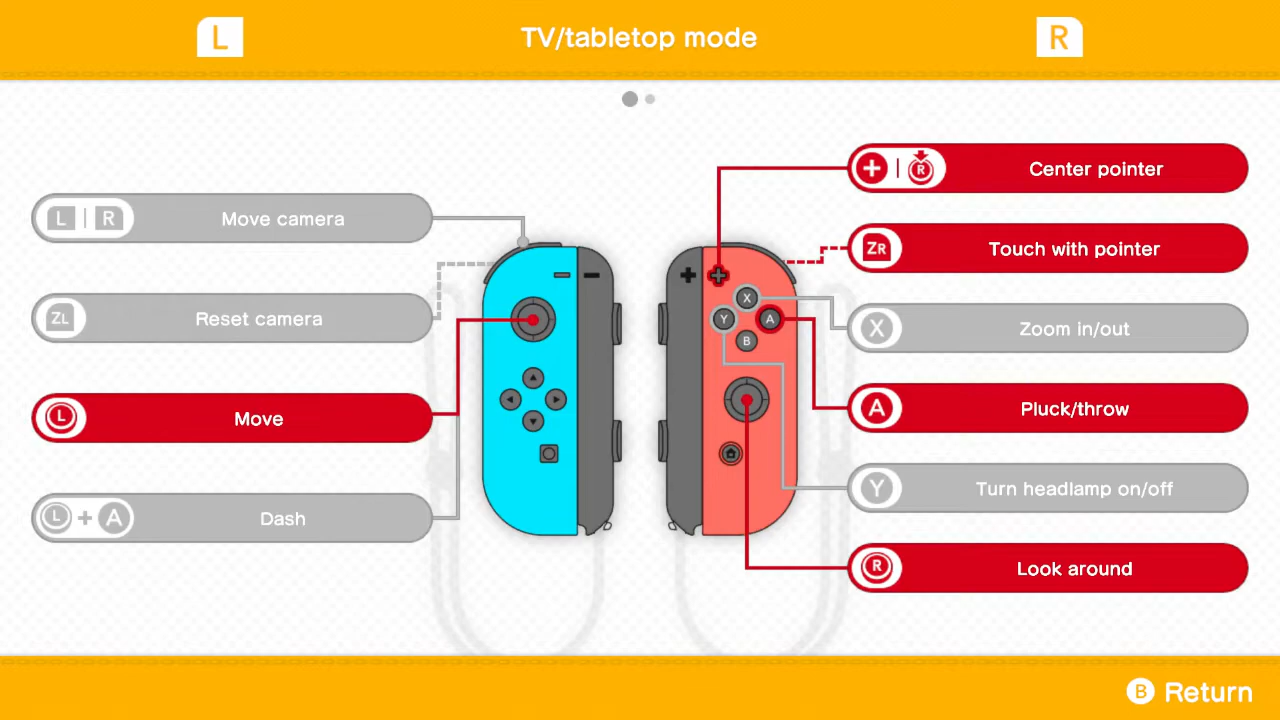 L TV/tabletop mode R
+ | R Center pointer
L | R Move camera
ZR Touch with pointer
ZL Reset camera
X Zoom in/out
L Move
A Pluck/throw
L + A Dash
Y Turn headlamp on/off
R Look around
X
Y A
B
B Return